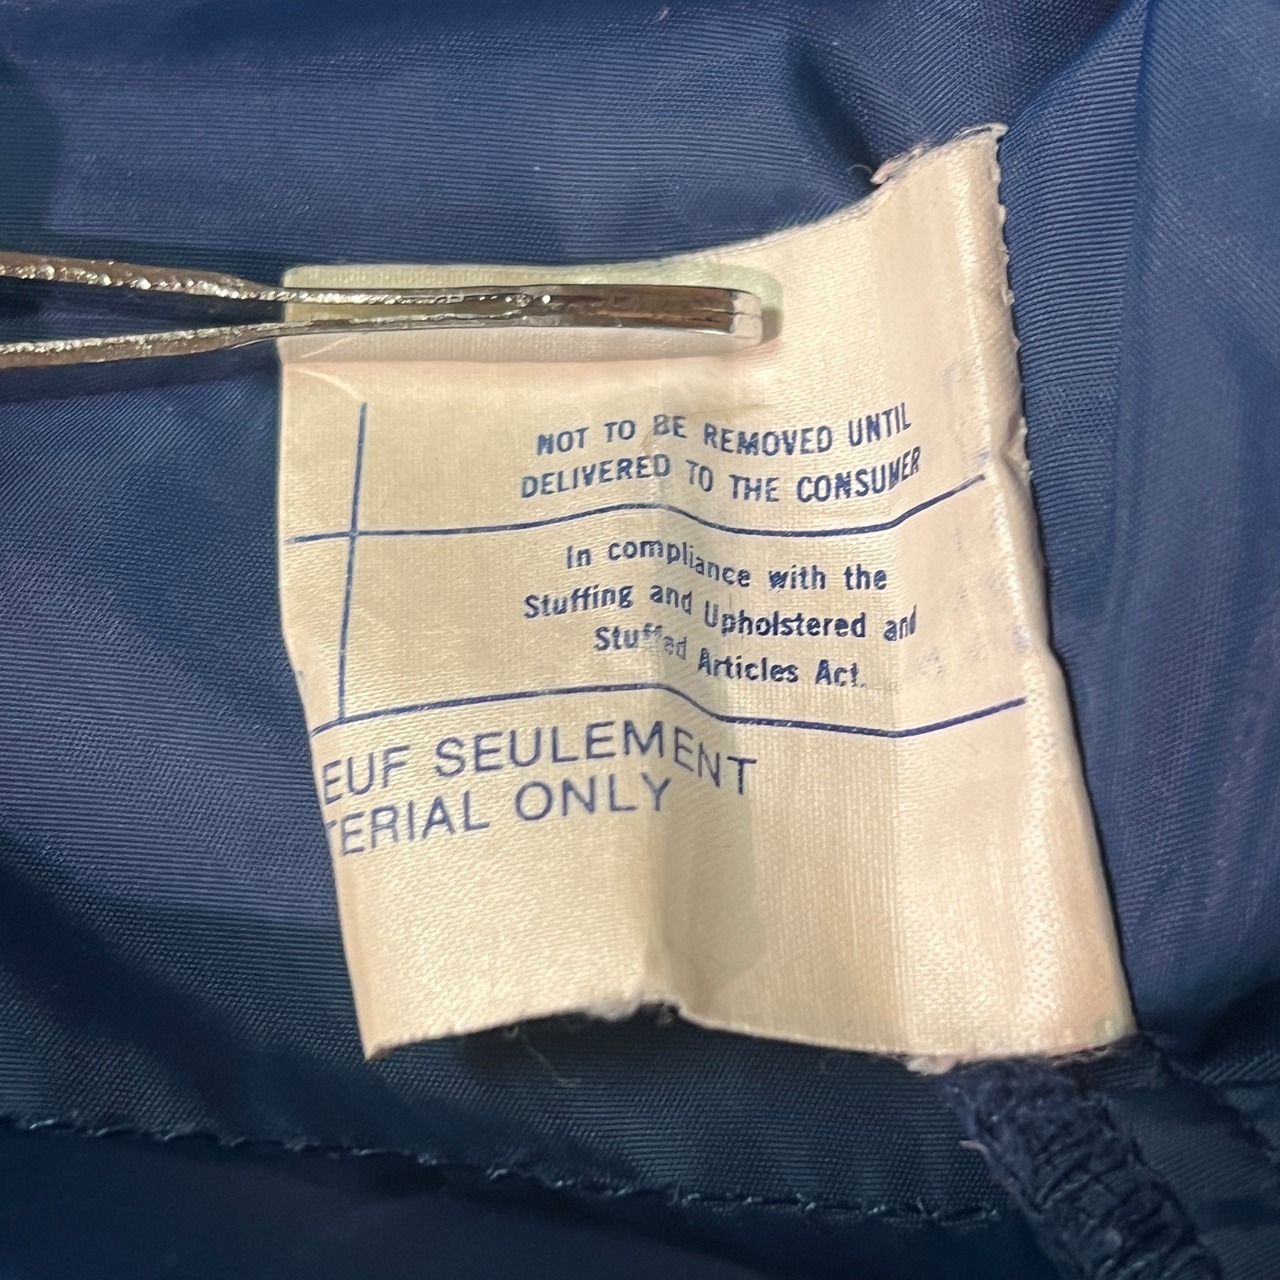 NOT TO BE REMOVED UNTIL
DELIVERED TO THE CONSUMER
In compliance with the
Stuffing and Upholstered and
Stuffed Articles Act.
EUF SEULEMENT
TERIAL ONLY